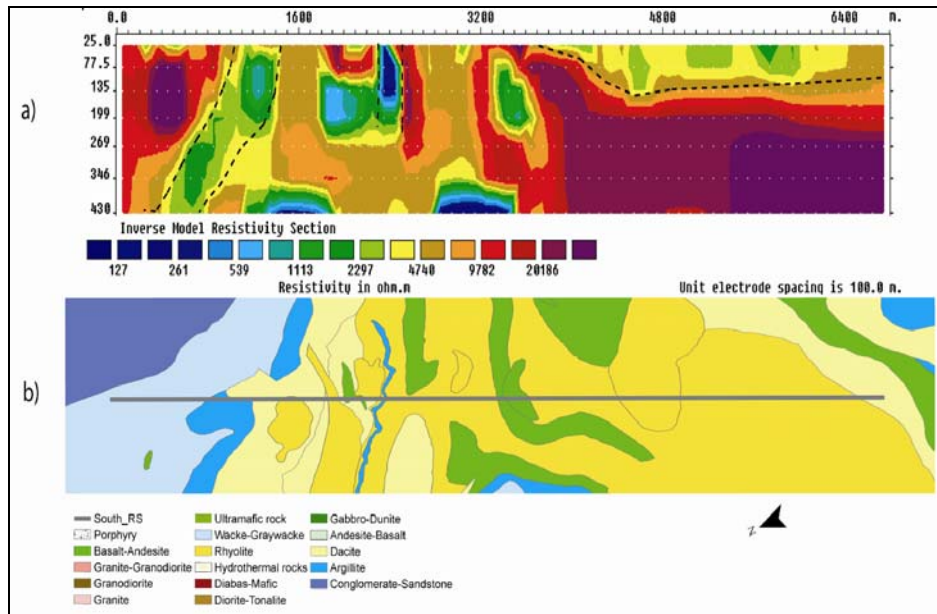 0.0 1600 3200 4800 6400 m.
25.0
77.5
135
199
269
346
430
a)
Inverse Model Resistivity Section
127 261 539 1113 2297 4740 9782 20186
Resistivity in ohm.m Unit electrode spacing is 100.0 m.
b)
N
South_RS
Porphyry
Basalt-Andesite
Granite-Granodiorite
Granodiorite
Granite
Ultramafic rock
Wacke-Graywacke
Rhyolite
Hydrothermal rocks
Diabas-Mafic
Diorite-Tonalite
Gabbro-Dunite
Andesite-Basalt
Dacite
Argillite
Conglomerate-Sandstone